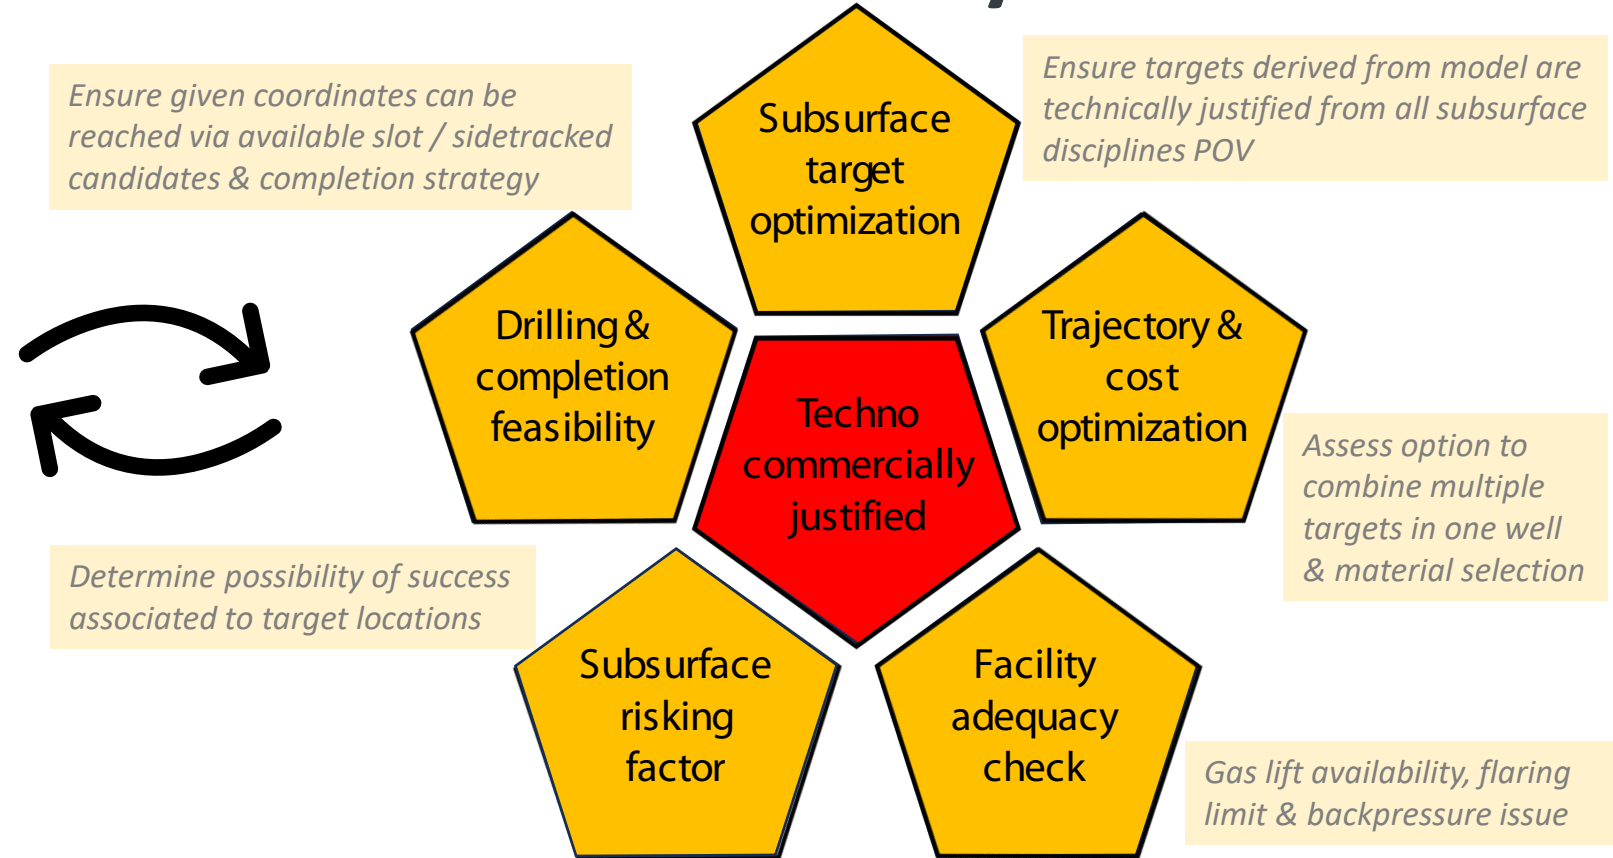 Ensure given coordinates can be
reached via available slot / sidetracked
candidates & completion strategy
Subsurface
target
optimization
Ensure targets derived from model are
technically justified from all subsurface
disciplines POV
Drilling &
completion
feasibility
Trajectory &
cost
optimization
Techno
commercially
justified
Assess option to
combine multiple
targets in one well
& material selection
Determine possibility of success
associated to target locations
Subsurface
risking
factor
Facility
adequacy
check
Gas lift availability, flaring
limit & backpressure issue